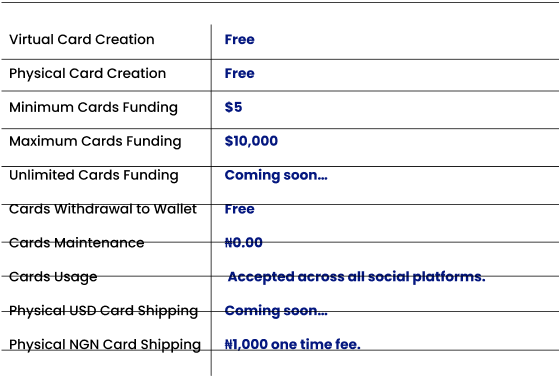 Virtual Card Creation Free
Physical Card Creation Free
Minimum Cards Funding $5
Maximum Cards Funding $10,000
Unlimited Cards Funding Coming soon...
Cards Withdrawal to Wallet Free
Cards Maintenance ₦0.00
Cards Usage Accepted across all social platforms.
Physical USD Card Shipping Coming soon...
Physical NGN Card Shipping ₦1,000 one time fee.